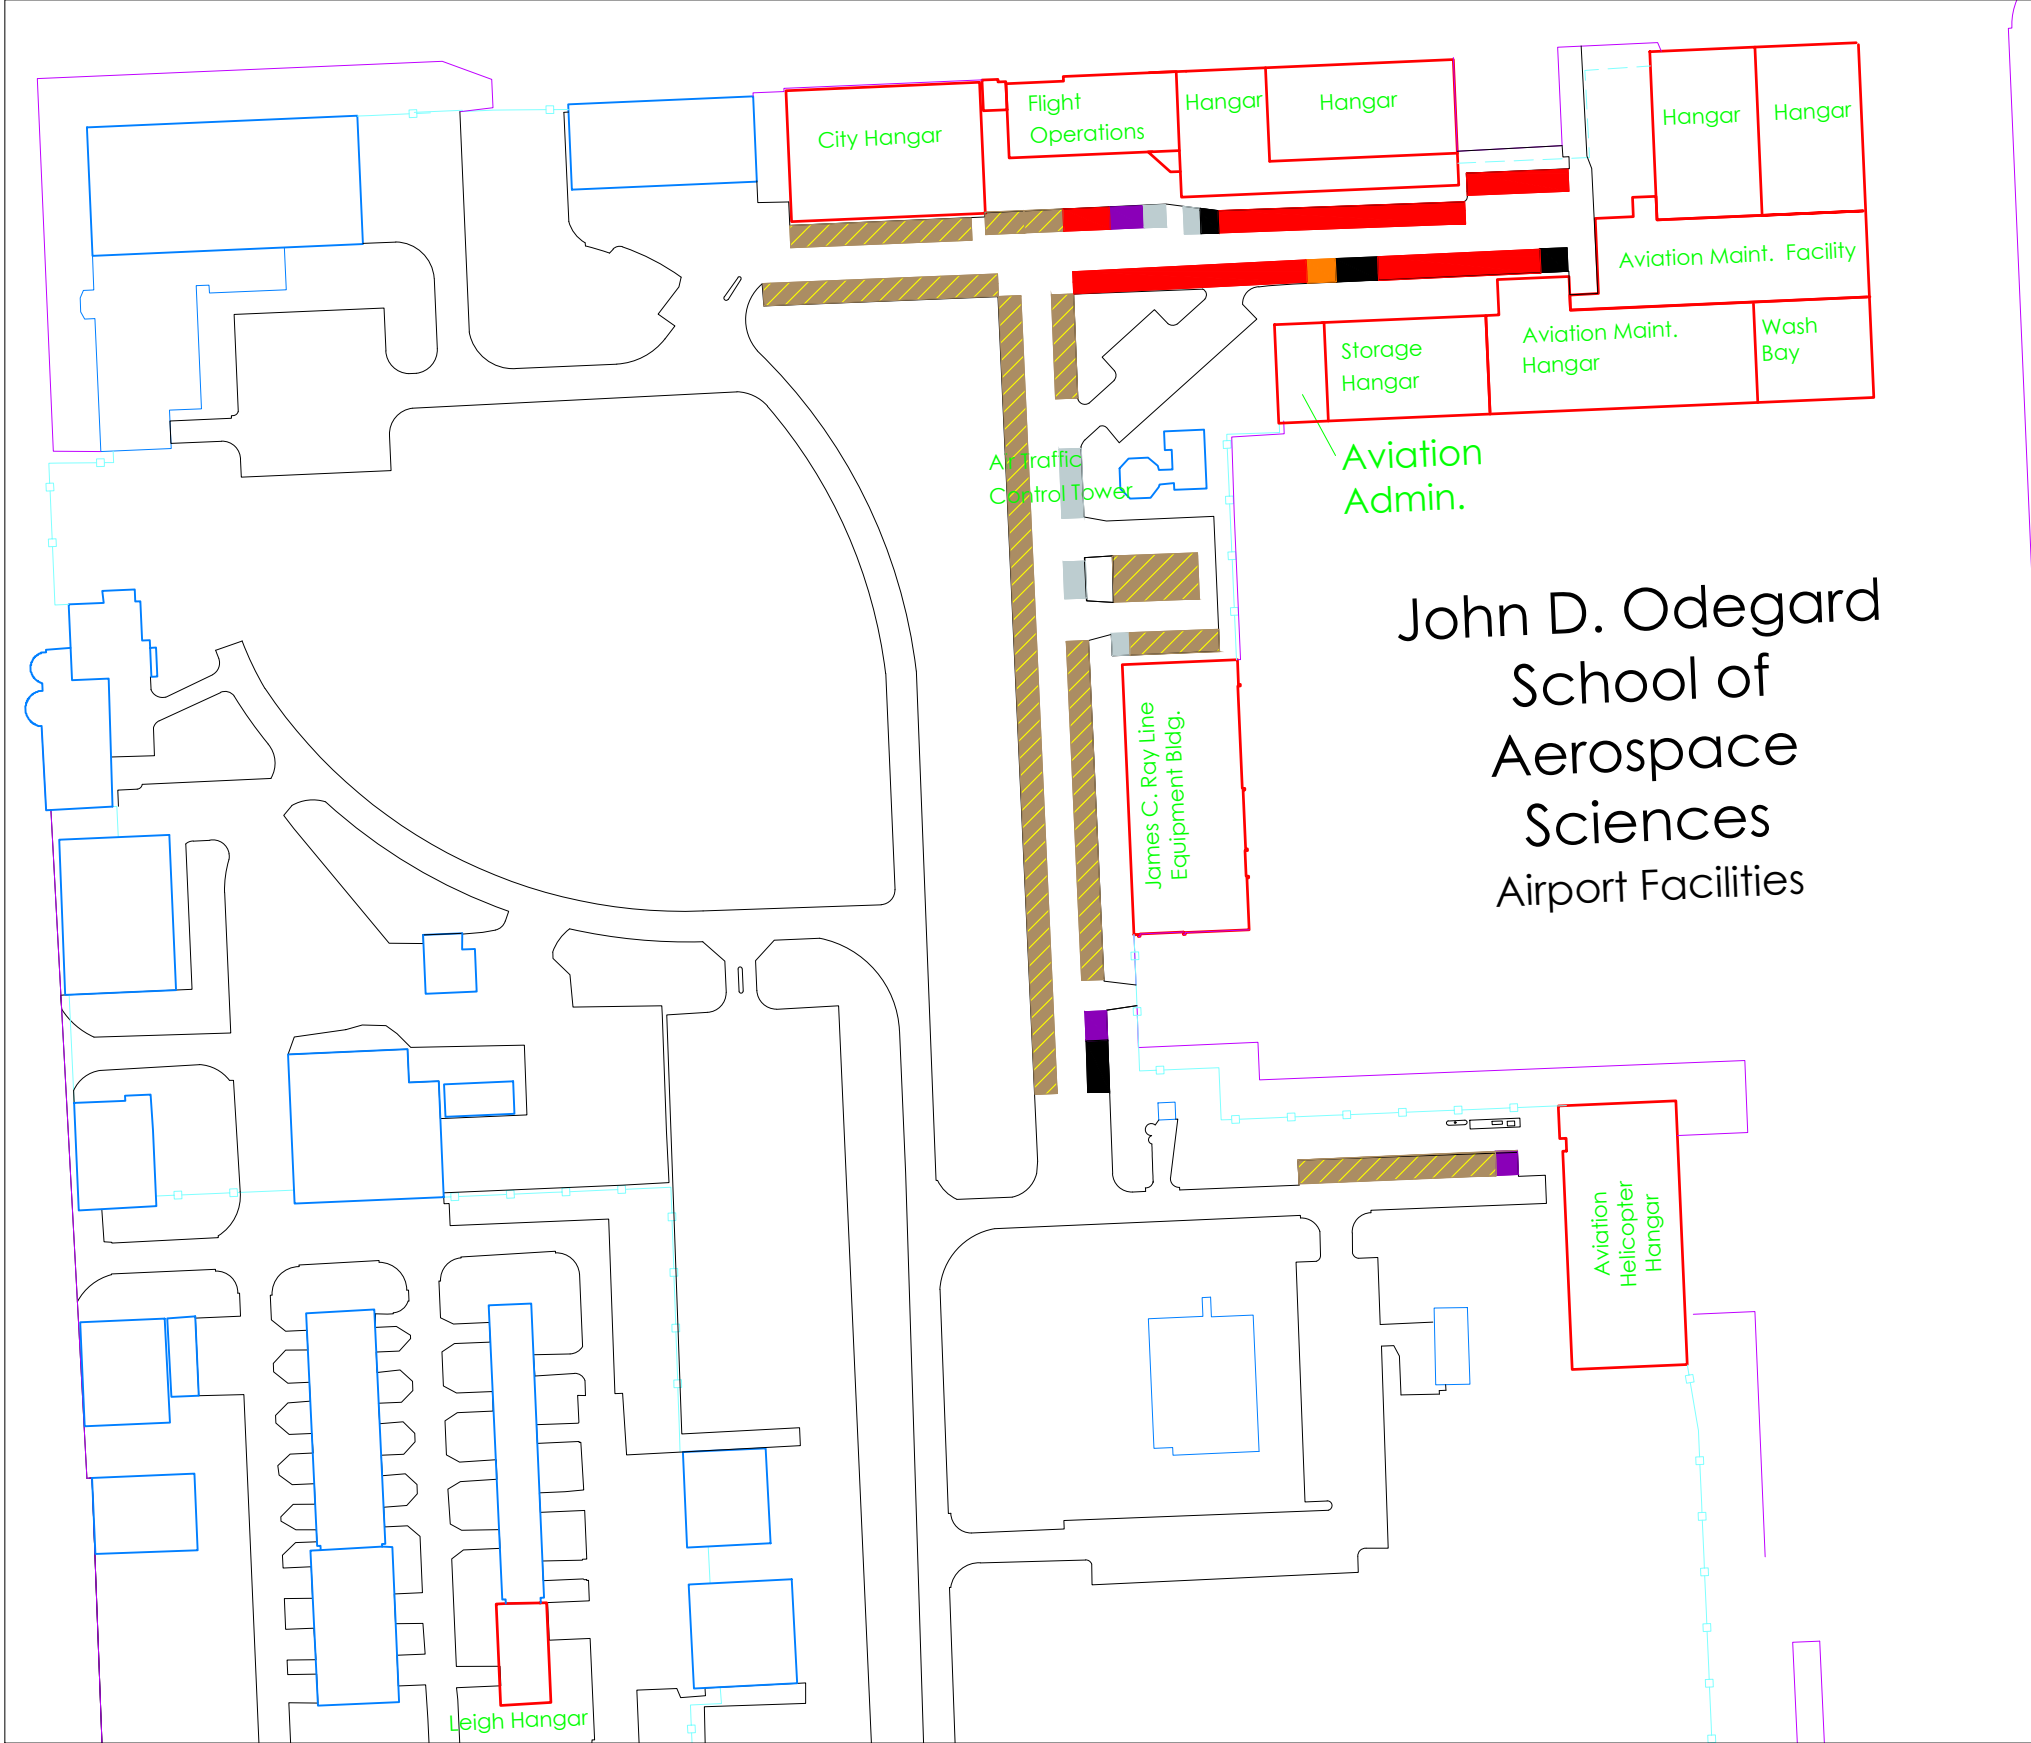 Flight
Operations
Hangar
Hangar
Hangar
Hangar
City Hangar
Aviation Maint. Facility
Storage
Hangar
Aviation Maint.
Hangar
Wash
Bay
Air Traffic
Control Tower
Aviation
Admin.
John D. Odegard
School of
Aerospace
Sciences
Airport Facilities
James C. Ray Line
Equipment Bldg.
Aviation
Helicopter
Hangar
Leigh Hangar